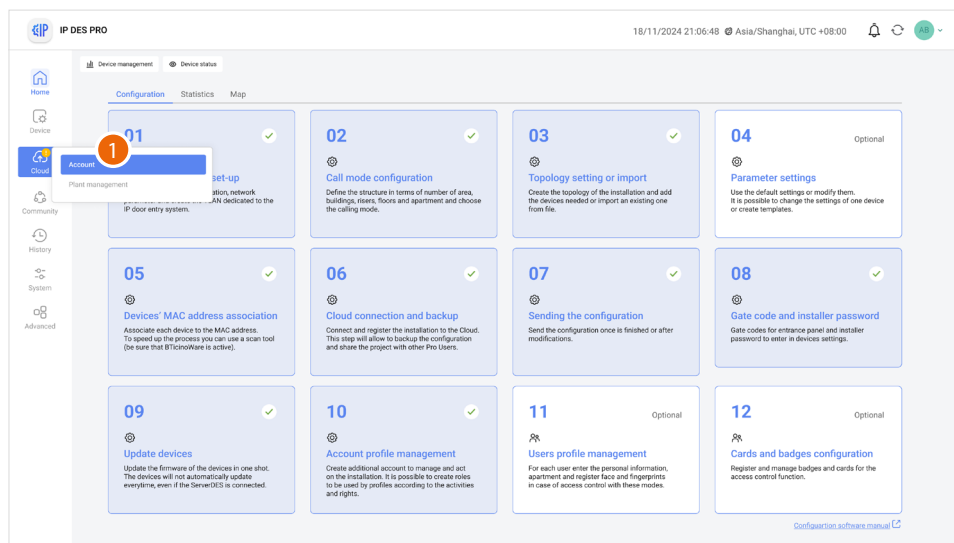 IP IP DES PRO
18/11/2024 21:06:48 Asia/Shanghai, UTC +08:00
AB
Device management
Device status
Home
Device
Cloud
Community
History
System
Advanced
Configuration Statistics Map
1
Account
Plant management
01
set-up
network
dedicated to the
IP door entry system.
02
Call mode configuration
Define the structure in terms of number of area,
buildings, risers, floors and apartment and choose
the calling mode.
03
Topology setting or import
Create the topology of the installation and add
the devices needed or import an existing one
from file.
04
Optional
Parameter settings
Use the default settings or modify them.
It is possible to change the settings of one device
or create templates.
05
Devices' MAC address association
Associate each device to the MAC address.
To speed up the process you can use a scan tool
(be sure that BTicinoWare is active).
06
Cloud connection and backup
Connect and register the installation to the Cloud.
This step will allow to backup the configuration
and share the project with other Pro Users.
07
Sending the configuration
Send the configuration once is finished or after
modifications.
08
Gate code and installer password
Gate codes for entrance panel and installer
password to enter in devices settings.
09
Update devices
Update the firmware of the devices in one shot.
The devices will not automatically update
everytime, even if the ServerDES is connected.
10
Account profile management
Create additional account to manage and act
on the installation. It is possible to create roles
to be used by profiles according to the activities
and rights.
11
Optional
Users profile management
For each user enter the personal information,
apartment and register face and fingerprints
in case of access control with these modes.
12
Optional
Cards and badges configuration
Register and manage badges and cards for the
access control function.
Configuartion software manual